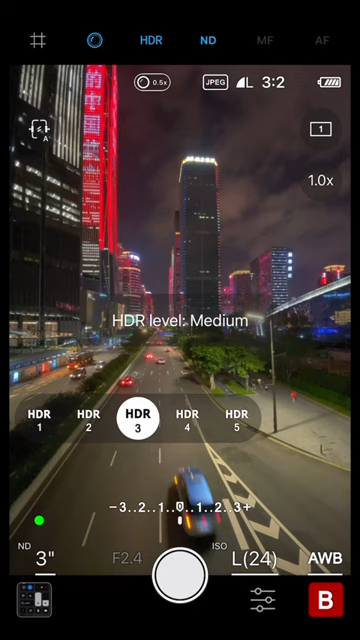 HDR
ND
MF
AF
0.5x
JPEG
L
3:2
A
1
1.0x
HDR level: Medium
HDR
1
HDR
2
HDR
3
HDR
4
HDR
5
−3..2..1..0..1..2..3+
ND
3"
F2.4
ISO
L(24)
AWB
B